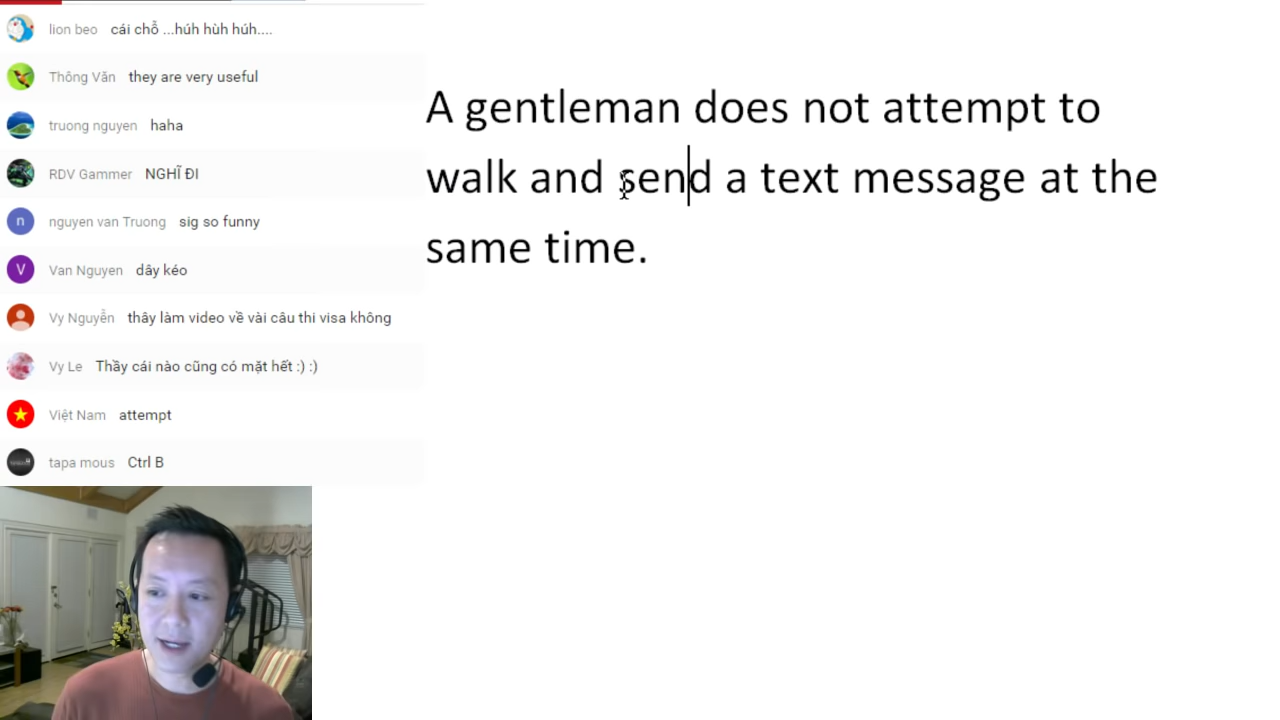 lion beo cái chỗ ...húh hùh húh....
Thông Văn they are very useful
truong nguyen haha
RDV Gammer NGHĨ ĐI
n nguyen van Truong sig so funny
V Van Nguyen dây kéo
Vy Nguyễn thây làm video về vài câu thi visa không
Vy Le Thầy cái nào cũng có mặt hết :) :)
Việt Nam attempt
tapa mous Ctrl B
A gentleman does not attempt to
walk and send a text message at the
same time.